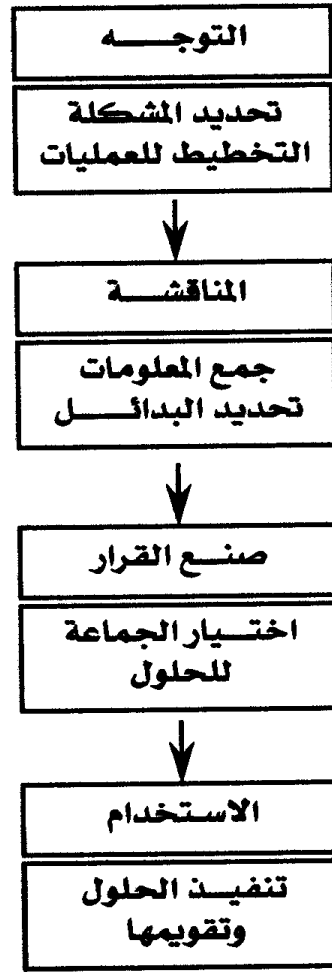 التوجه
تحديد المشكلة
التخطيط للعمليات
المناقشة
جمع المعلومات
تحديد البدائل
صنع القرار
اختيار الجماعة
للحلول
الاستخدام
تنفيذ الحلول
وتقويمها